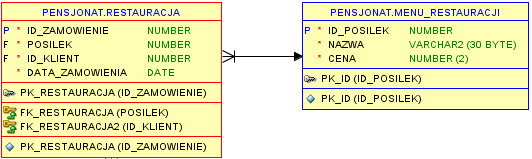 PENSJONAT.RESTAURACJA
P * ID_ZAMOWIENIE NUMBER
F * POSILEK NUMBER
F * ID_KLIENT NUMBER
* DATA_ZAMOWIENIA DATE
PK_RESTAURACJA (ID_ZAMOWIENIE)
FK_RESTAURACJA (POSILEK)
FK_RESTAURACJA2 (ID_KLIENT)
PK_RESTAURACJA (ID_ZAMOWIENIE)
PENSJONAT.MENU_RESTAURACJI
P * ID_POSILEK NUMBER
* NAZWA VARCHAR2 (30 BYTE)
* CENA NUMBER (2)
PK_ID (ID_POSILEK)
PK_ID (ID_POSILEK)